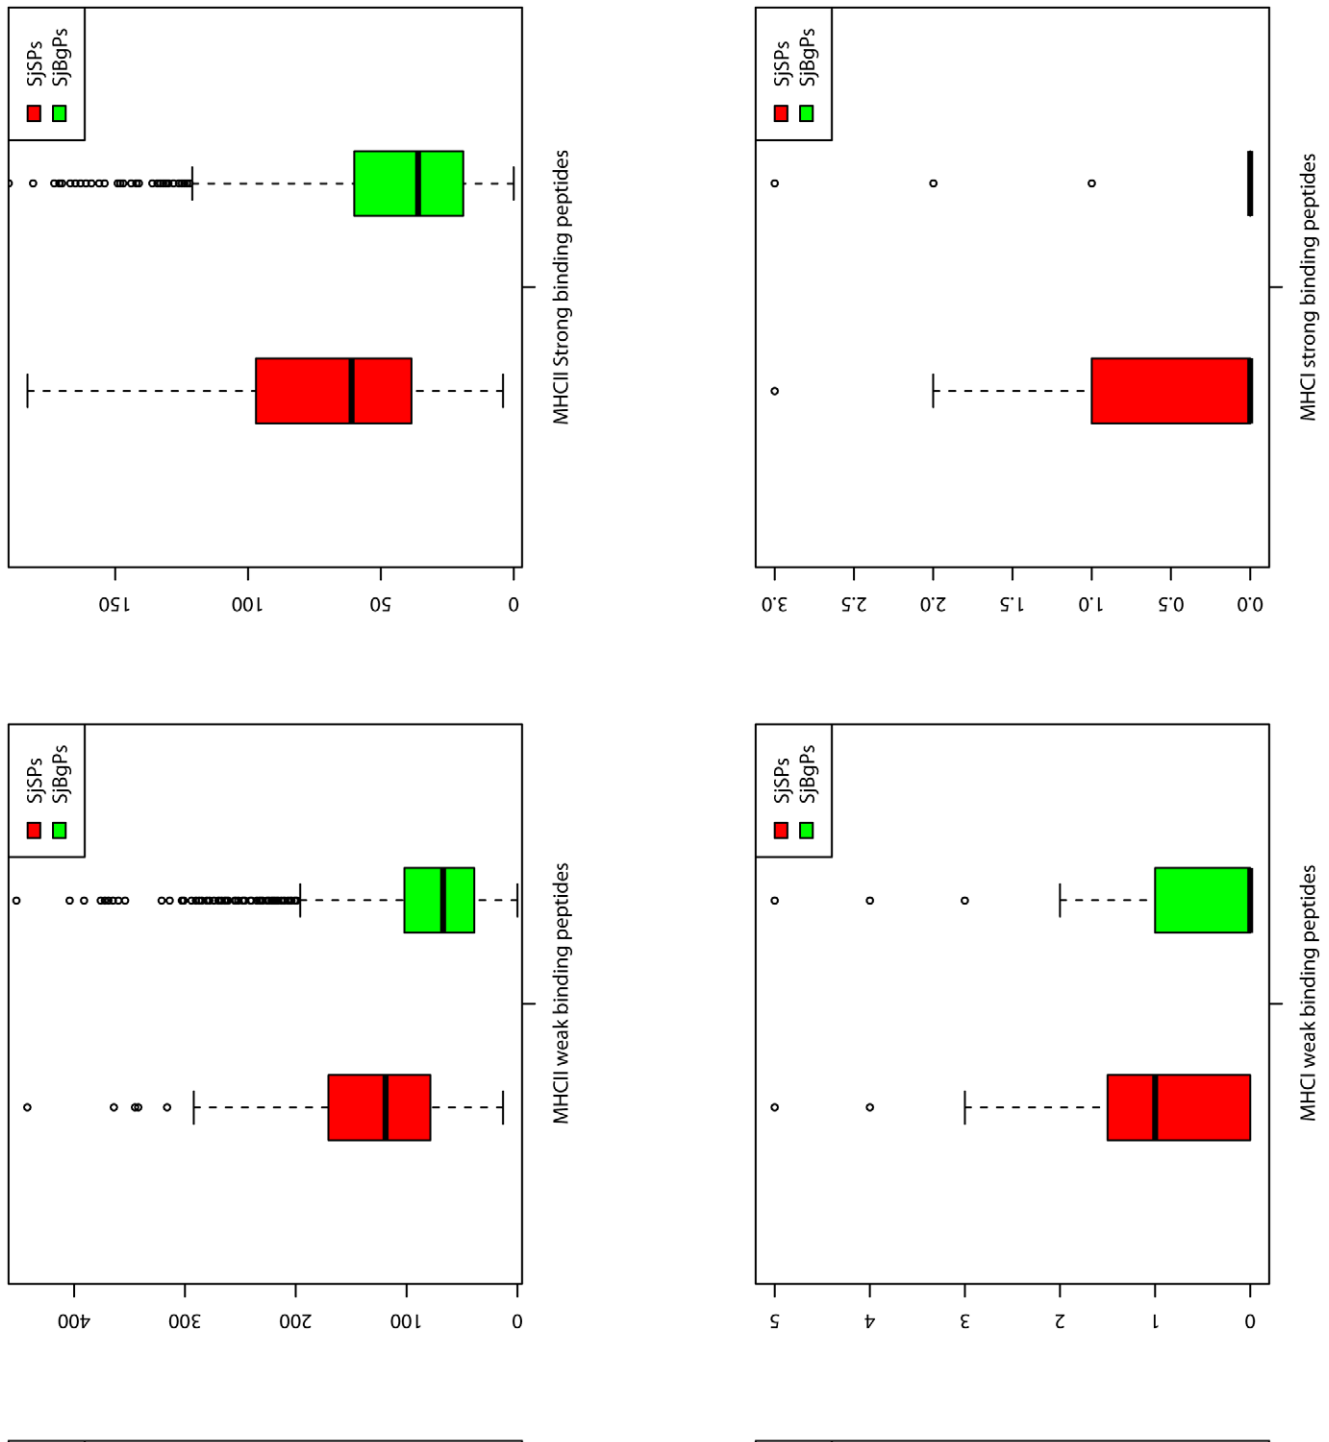 SjSPs
SjBgPs
150
100
50
0
MHCII Strong binding peptides
SjSPs
SjBgPs
3.0
2.5
2.0
1.5
1.0
0.5
0.0
MHCI strong binding peptides
SjSPs
SjBgPs
400
300
200
100
0
MHCII weak binding peptides
SjSPs
SjBgPs
5
4
3
2
1
0
MHCI weak binding peptides